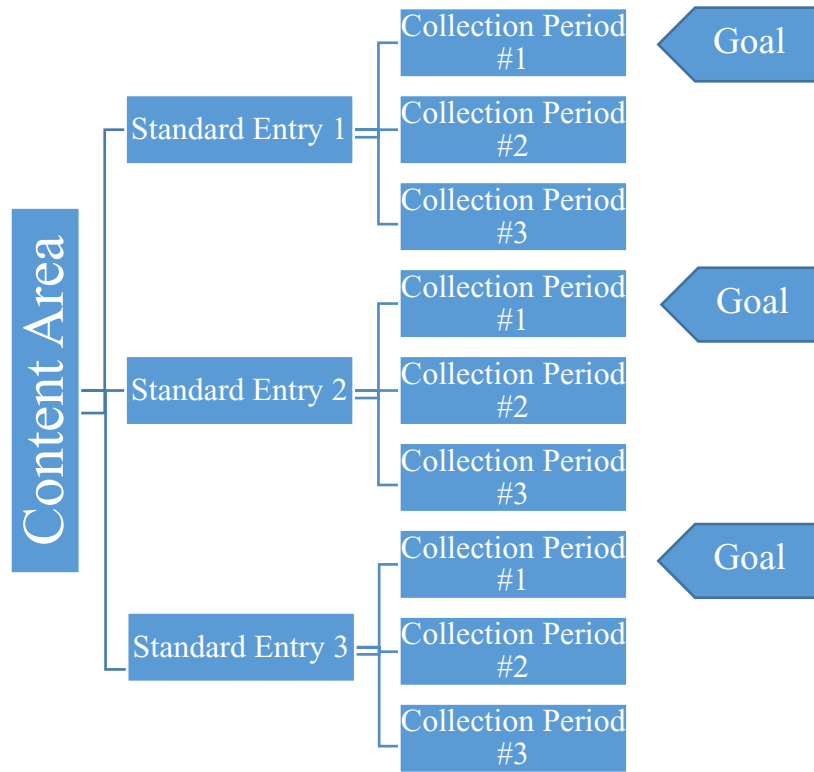 Collection Period
#1
Goal
Standard Entry 1
Collection Period
#2
Collection Period
#3
Content Area
Collection Period
#1
Goal
Standard Entry 2
Collection Period
#2
Collection Period
#3
Collection Period
#1
Goal
Standard Entry 3
Collection Period
#2
Collection Period
#3